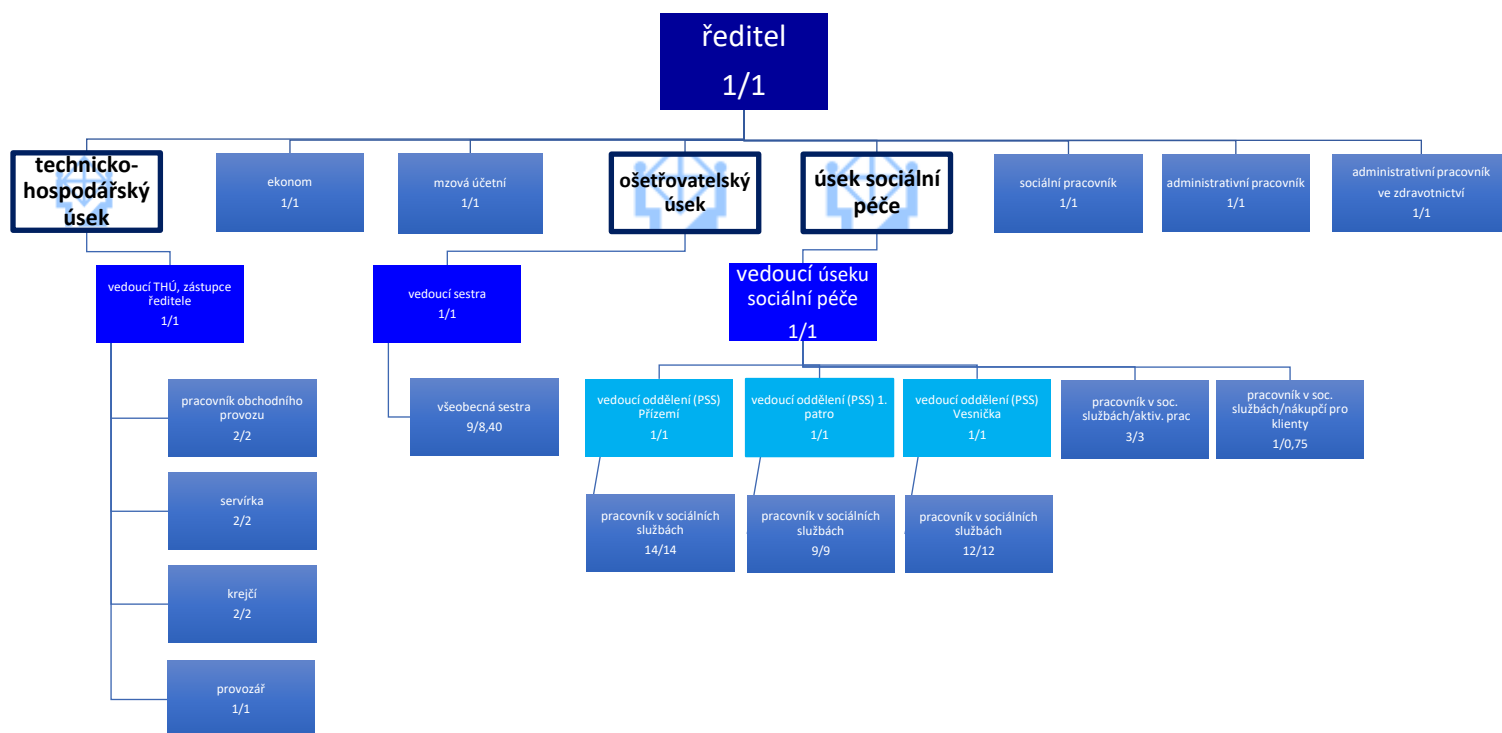 ředitel
1/1
technicko-
hospodářský
úsek
ekonom
1/1
mzová účetní
1/1
ošetřovatelský
úsek
úsek sociální
péče
sociální pracovník
1/1
administrativní pracovník
1/1
administrativní pracovník
ve zdravotnictví
1/1
vedoucí THÚ, zástupce
ředitele
1/1
vedoucí sestra
1/1
vedoucí úseku
sociální péče
1/1
pracovník obchodního
provozu
2/2
všeobecná sestra
9/8,40
vedoucí oddělení (PSS)
Přízemí
1/1
vedoucí oddělení (PSS) 1.
patro
1/1
vedoucí oddělení (PSS)
Vesnička
1/1
pracovník v soc.
službách/aktiv. prac
3/3
pracovník v soc.
službách/nákupčí pro
klienty
1/0,75
servírka
2/2
pracovník v sociálních
službách
14/14
pracovník v sociálních
službách
9/9
pracovník v sociálních
službách
12/12
krejčí
2/2
provozář
1/1